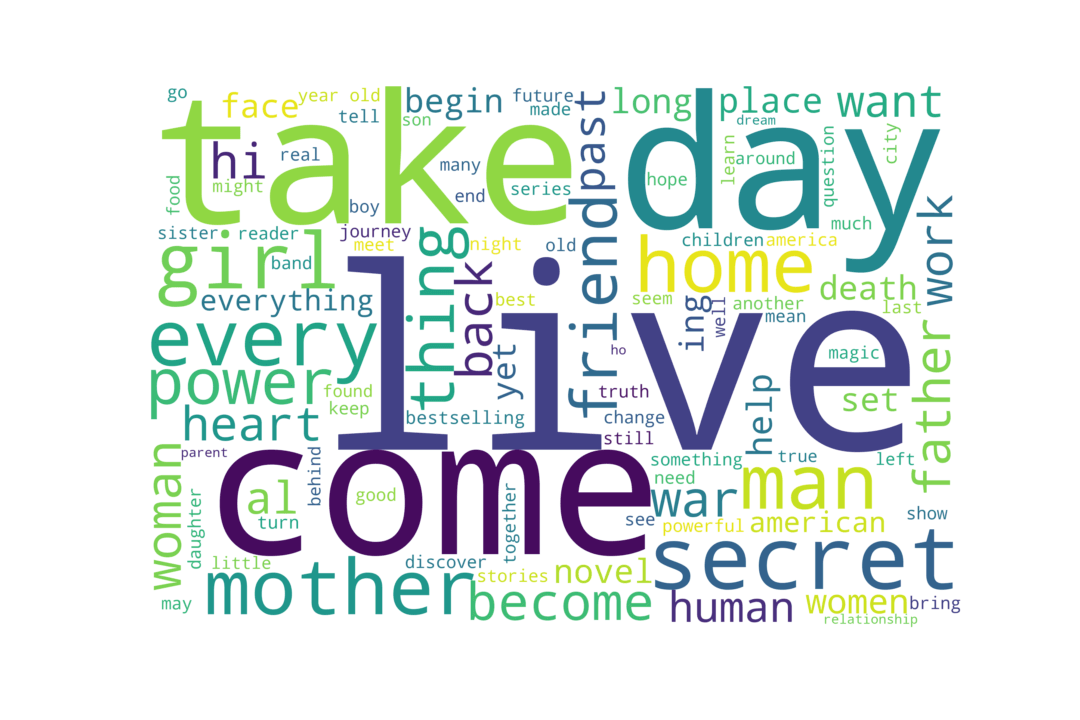 go
take
day
face
year old
tell
son
begin
future
made
long
place
want
dream
hi
real
might
many
series
end
past
hope
learn
around
question
city
food
boy
much
sister
reader
journey
meet
night
old
children
america
girl
band
everything
thing
back
best
friend
home
seem
another
death
last
work
live
every
power
found
keep
yet
ho
ing
well
mean
magic
heart
bestselling
truth
change
still
help
set
father
parent
come
behind
something
need
true
left
woman
daughter
al
turn
good
together
see
war
man
powerful
american
show
little
mother
discover
stories
novel
secret
may
become
human
women
bring
relationship